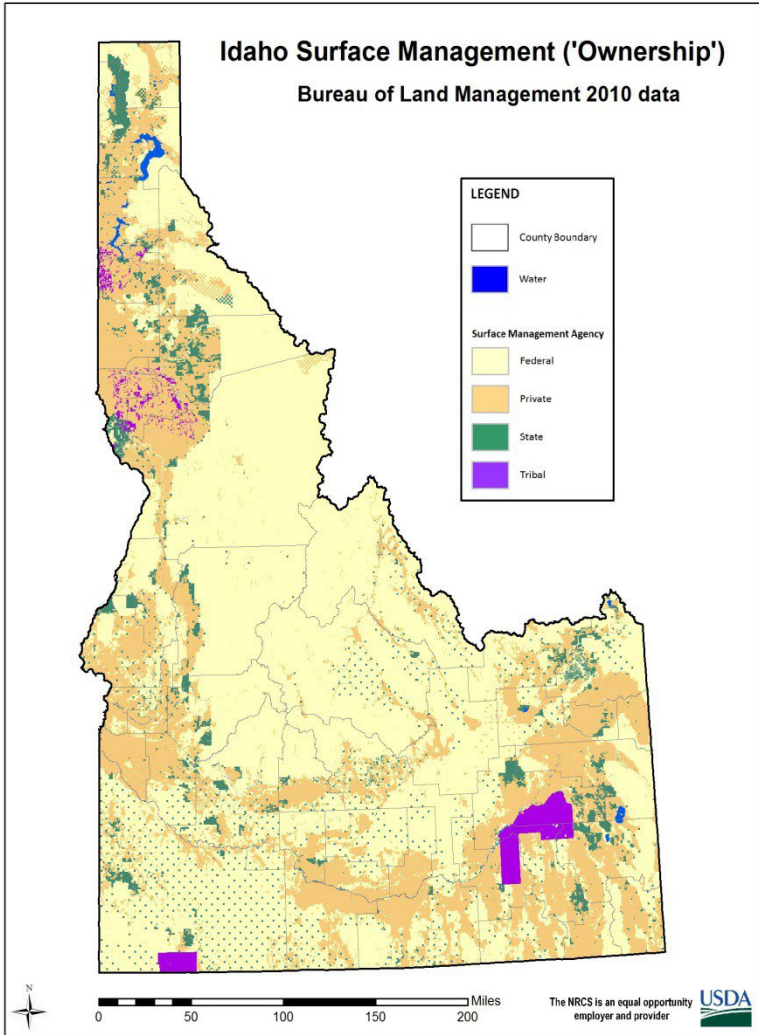 Idaho Surface Management ('Ownership')
Bureau of Land Management 2010 data
LEGEND
County Boundary
Water
Surface Management Agency
Federal
Private
State
Tribal
N
Miles
0 50 100 150 200
The NRCS is an equal opportunity
employer and provider
USDA